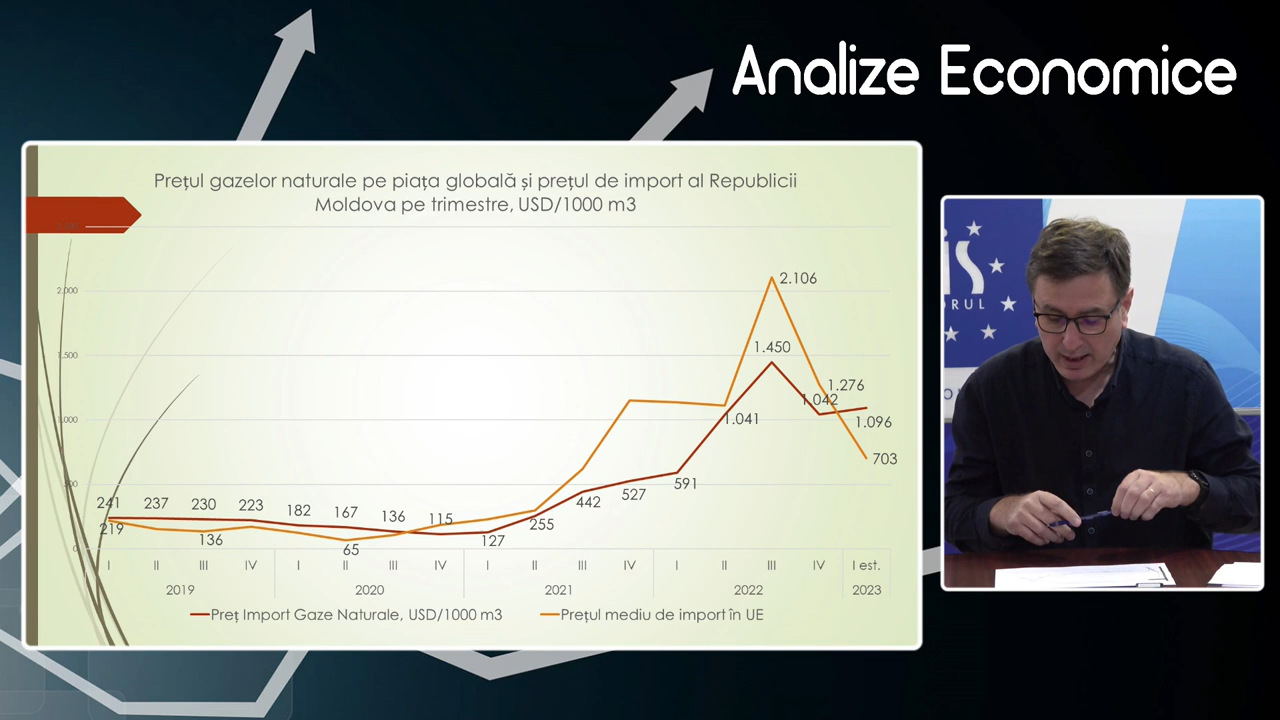 Analize Economice
Prețul gazelor naturale pe piața globală și prețul de import al Republicii
Moldova pe trimestre, USD/1000 m3
2.000
1.500
1.000
500
0
241 237 230 223 182 167 136 115 127 255 442 527 591 1.041 1.450 1.042 1.096
219 136 65 2.106 1.276 703
I II III IV I II III IV I II III IV I II III IV I est.
2019 2020 2021 2022 2023
Preț Import Gaze Naturale, USD/1000 m3 Prețul mediu de import în UE
is
ORUL